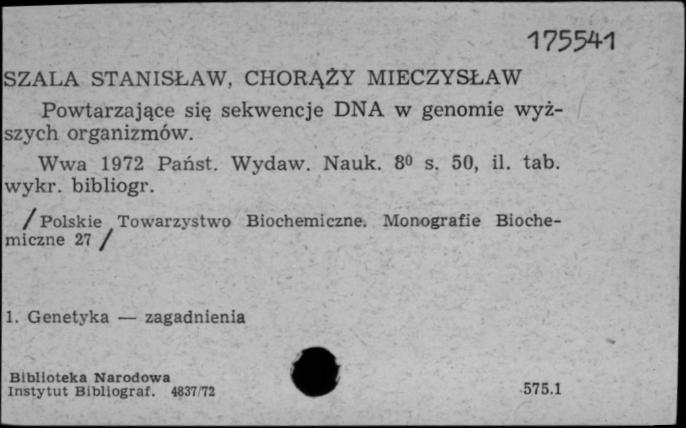 175541
SZALA STANISŁAW, CHORĄŻY MIECZYSŁAW
Powtarzające się sekwencje DNA w genomie wyż-
szych organizmów.
Wwa 1972 Państ. Wydaw. Nauk. 8⁰ s. 50, il. tab.
wykr. bibliogr.
/ Polskie Towarzystwo Biochemiczne. Monografie Bioche-
miczne 27 /
1. Genetyka — zagadnienia
Biblioteka Narodowa
Instytut Bibliograf. 4837/72
575.1